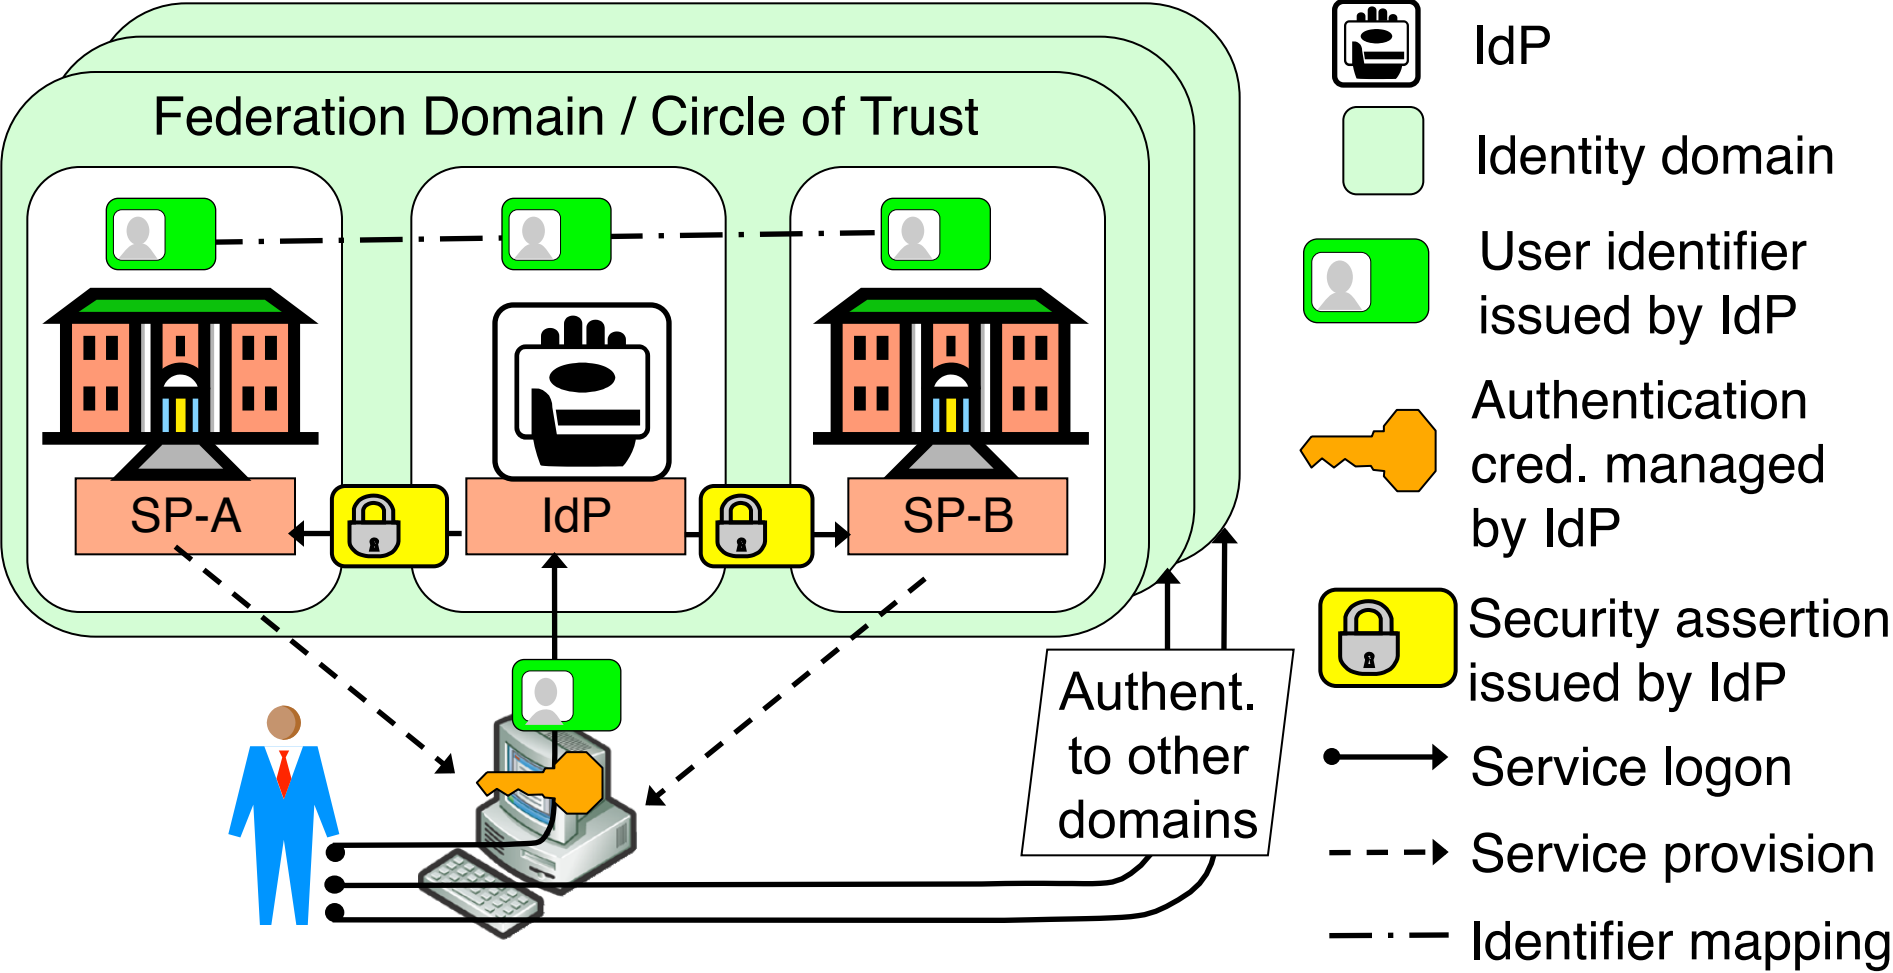 Federation Domain / Circle of Trust
SP-A
IdP
SP-B
Authent.
to other
domains
IdP
Identity domain
User identifier
issued by IdP
Authentication
cred. managed
by IdP
Security assertion
issued by IdP
Service logon
Service provision
Identifier mapping